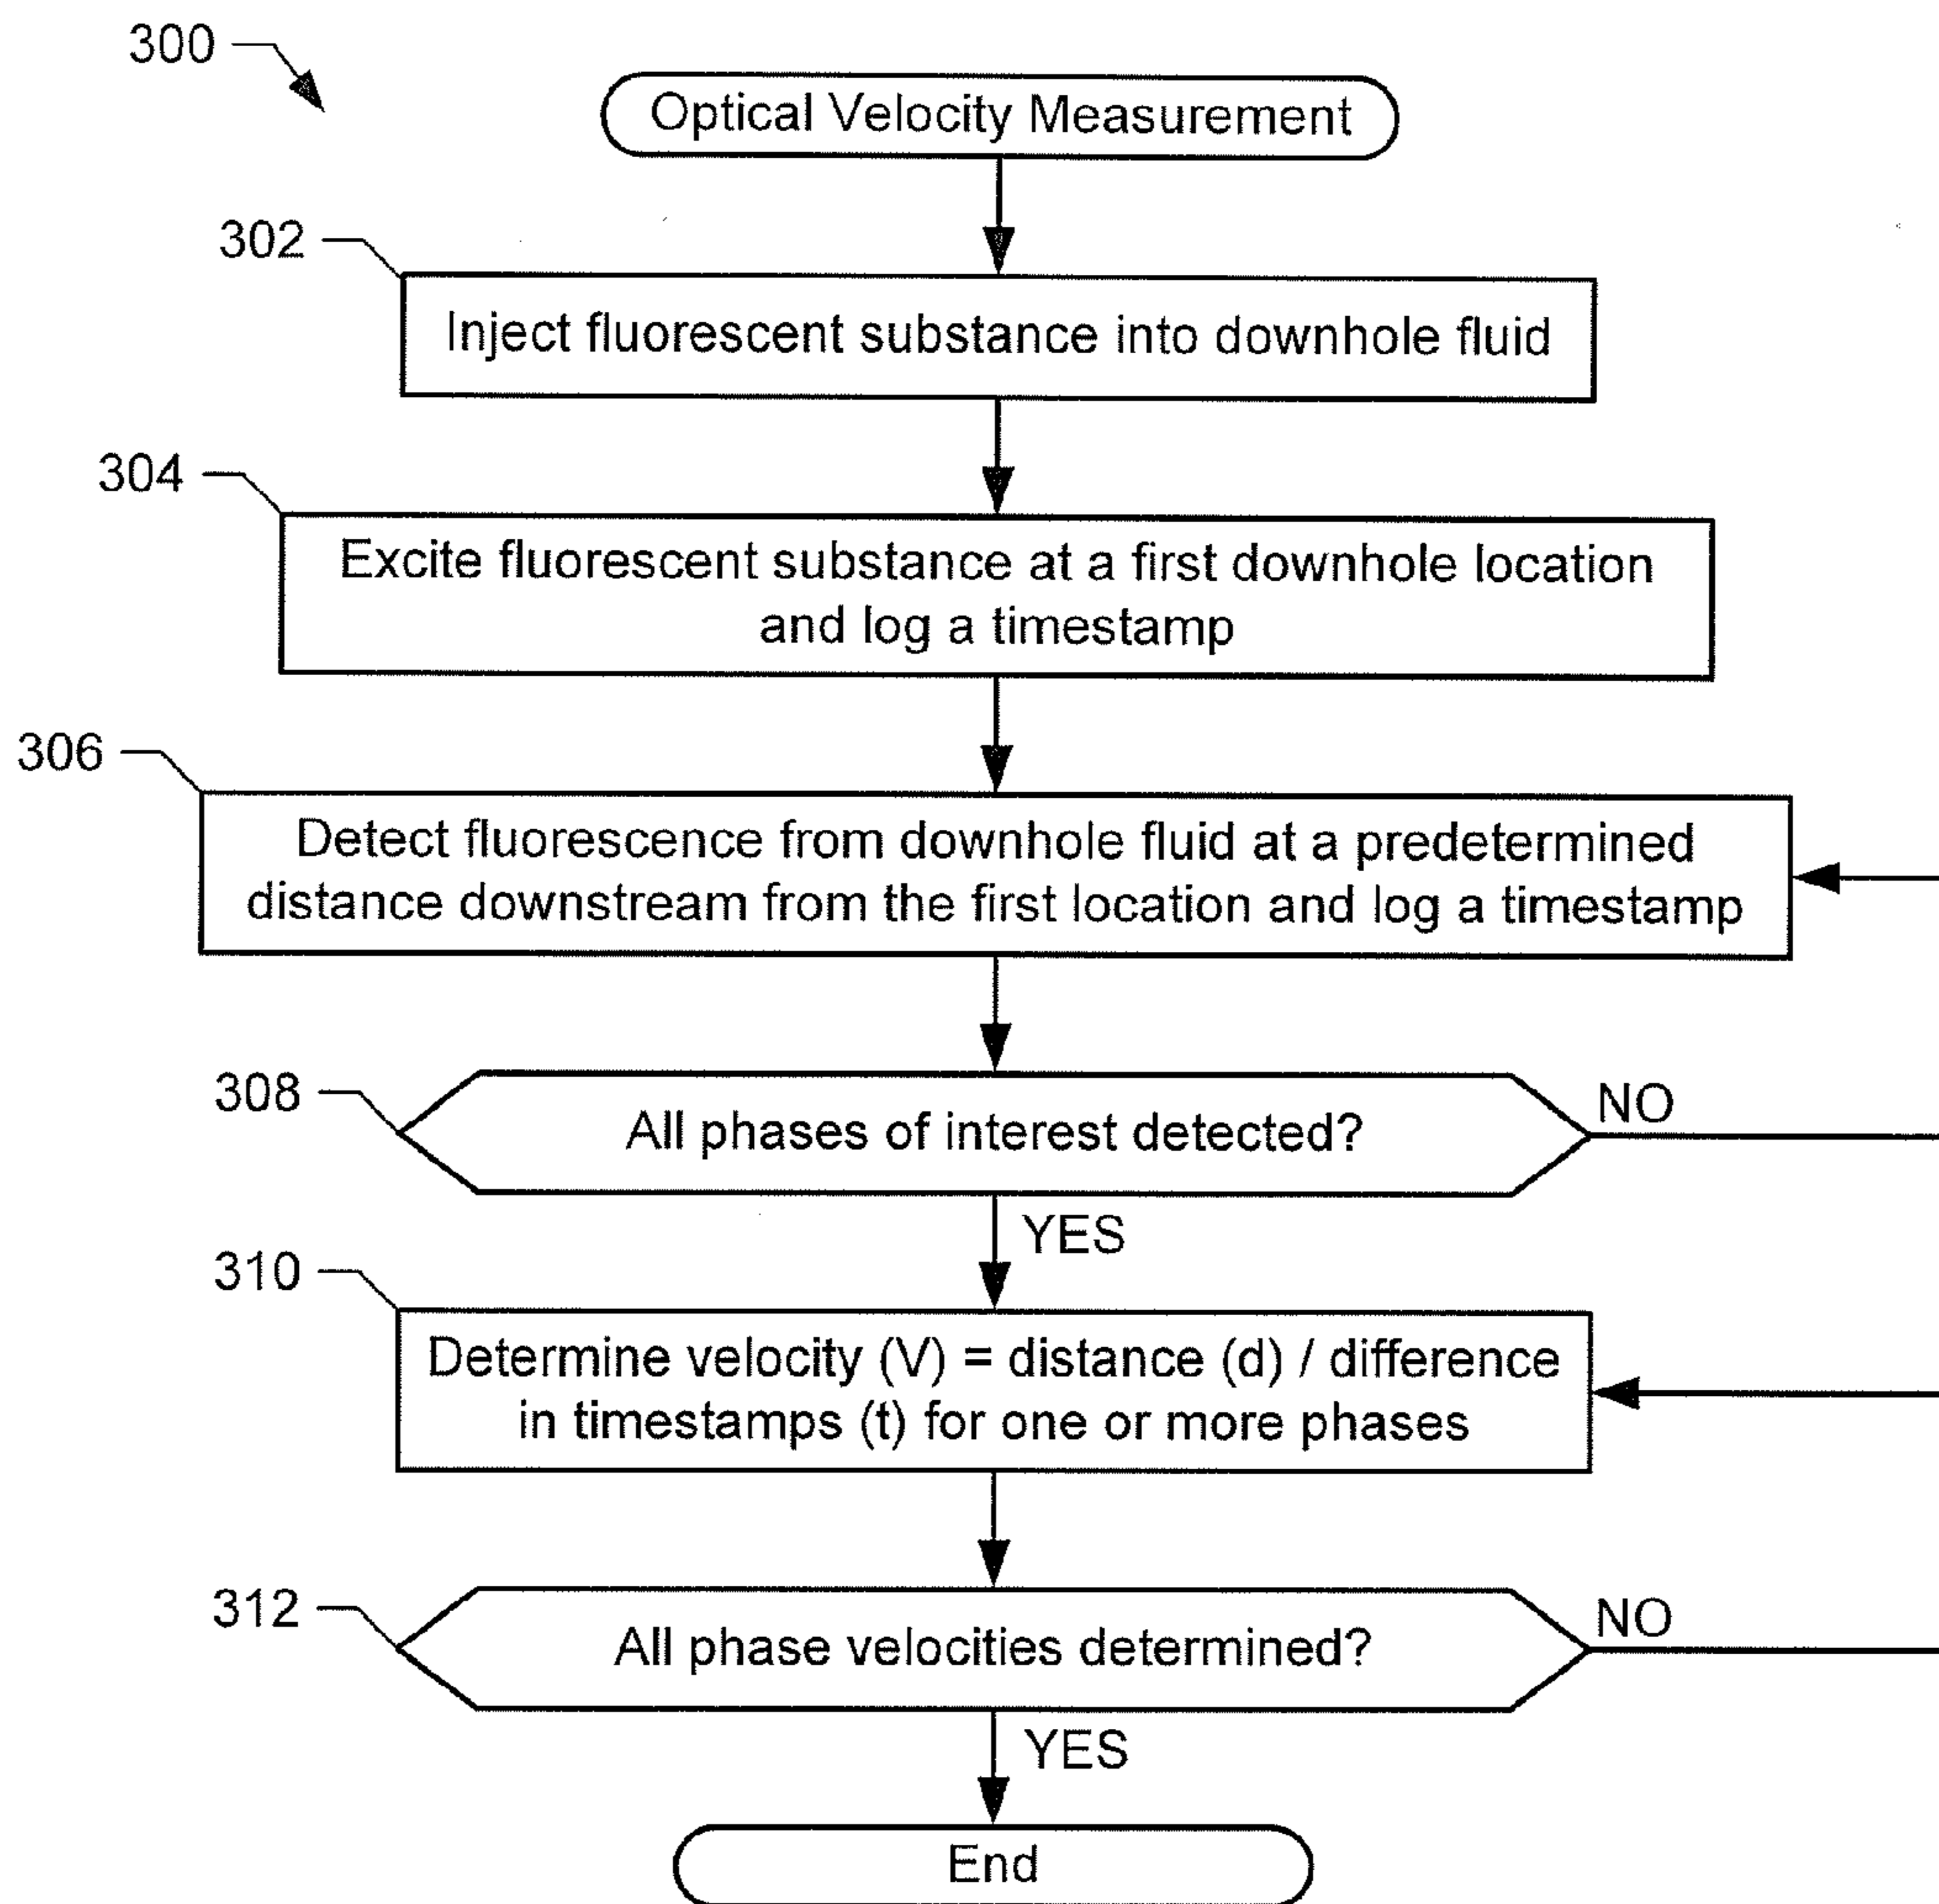 300
Optical Velocity Measurement
302
Inject fluorescent substance into downhole fluid
304
Excite fluorescent substance at a first downhole location
and log a timestamp
306
Detect fluorescence from downhole fluid at a predetermined
distance downstream from the first location and log a timestamp
308
All phases of interest detected?
NO
YES
310
Determine velocity (V) = distance (d) / difference
in timestamps (t) for one or more phases
312
All phase velocities determined?
NO
YES
End